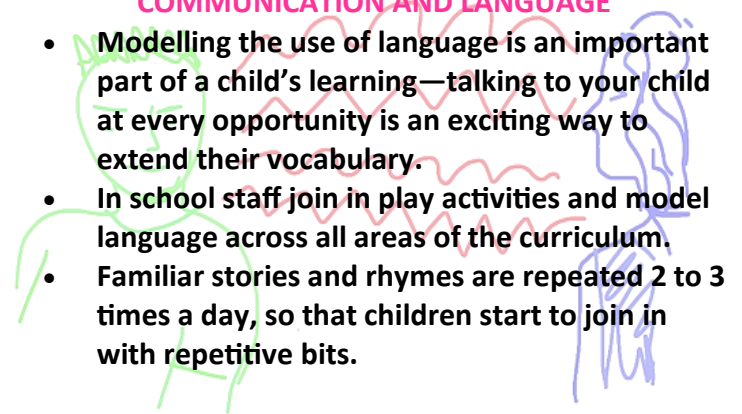 COMMUNICATION AND LANGUAGE
• Modelling the use of language is an important
part of a child's learning—talking to your child
at every opportunity is an exciting way to
extend their vocabulary.
• In school staff join in play activities and model
language across all areas of the curriculum.
• Familiar stories and rhymes are repeated 2 to 3
times a day, so that children start to join in
with repetitive bits.